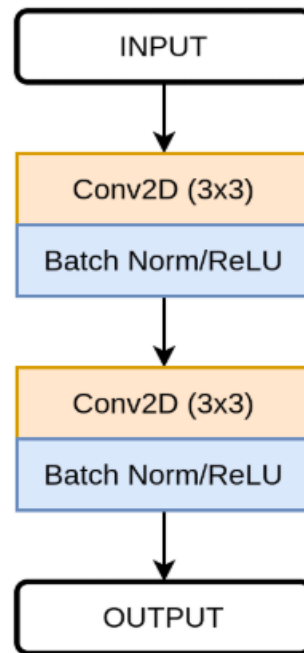 INPUT
Conv2D (3x3)
Batch Norm/ReLU
Conv2D (3x3)
Batch Norm/ReLU
OUTPUT